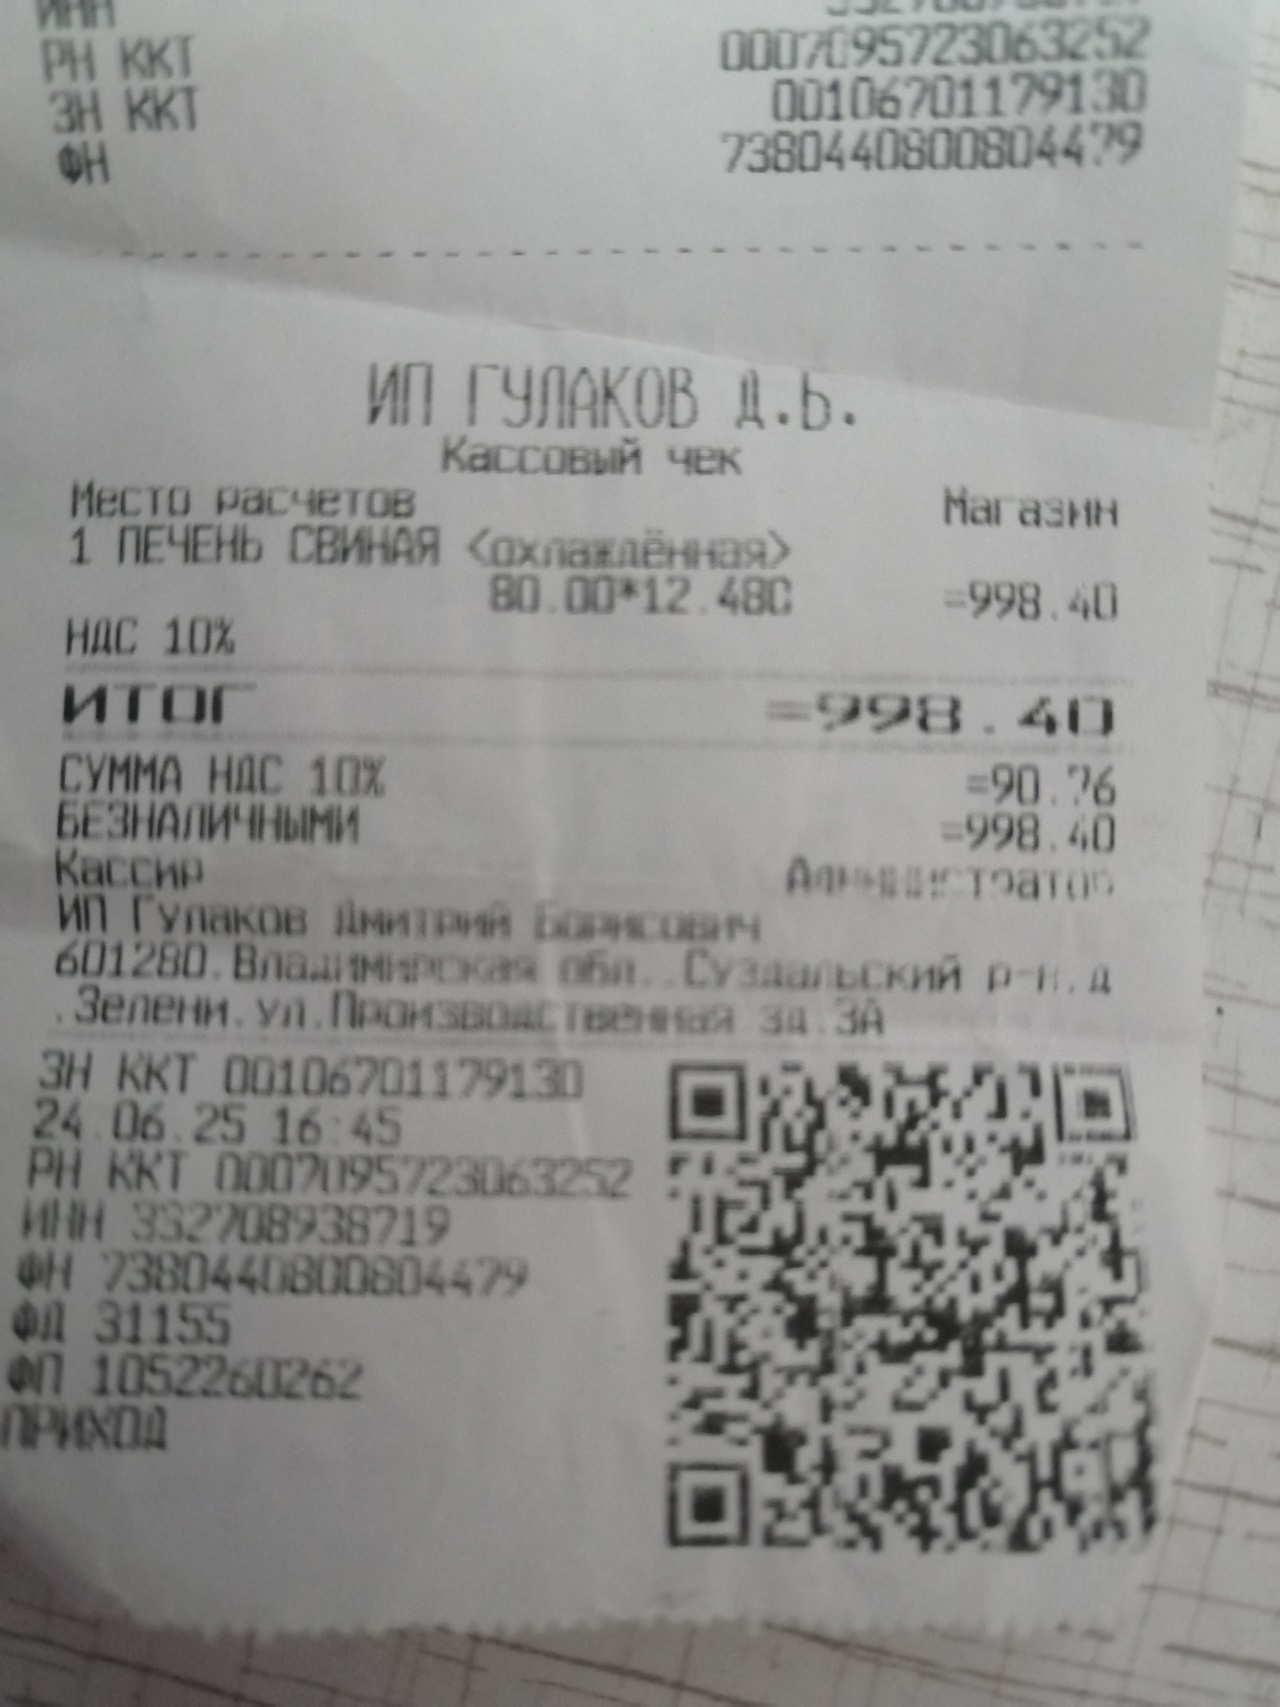 ИНН
РН ККТ 0007095723063252
ЗН ККТ 00106701179130
ФН 7380440800804479
ИП ГУЛАКОВ Д.Б.
Кассовый чек
Место расчетов Магазин
1 ПЕЧЕНЬ СВИНАЯ <охлаждённая>
80.00*12.480 =998.40
НДС 10%
ИТОГ =998.40
СУММА НДС 10% =90.76
БЕЗНАЛИЧНЫМИ =998.40
Кассир Администратор
ИП Гулаков Дмитрий Борисович
601280,Владимирская обл.,Суздальский р-н,д
.Зелени,ул.Производственная зд.3А
ЗН ККТ 00106701179130
24.06.25 16:45
РН ККТ 0007095723063252
ИНН 332708938719
ФН 7380440800804479
ФД 31155
ФП 1052260262
ПРИХОД